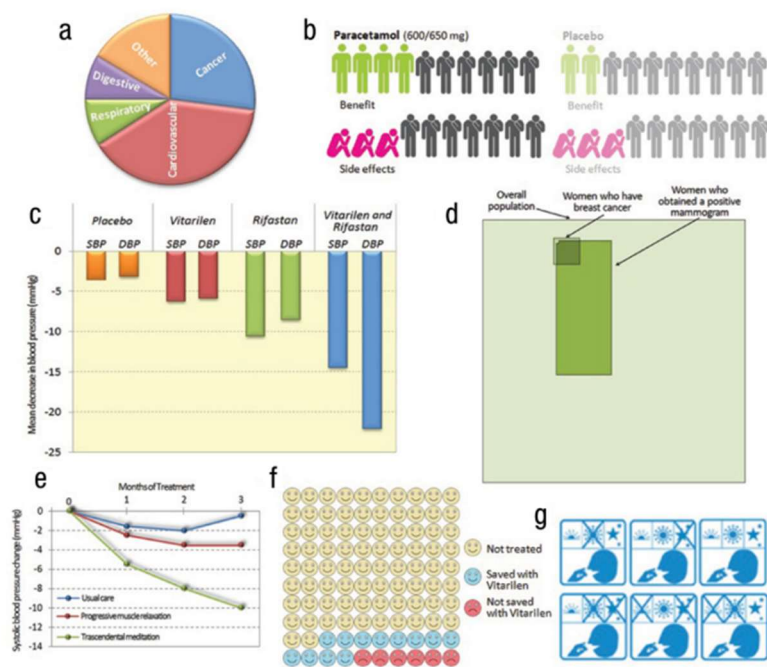 a
Other
Cancer
Digestive
Respiratory
Cardiovascular
b
Paracetamol (600/650 mg)
Placebo
Benefit
Benefit
Side effects
Side effects
c
Placebo
Vitarilen
Rifastan
Vitarilen and
Rifastan
SBP DBP
SBP DBP
SBP DBP
SBP DBP
0
-5
-10
-15
-20
-25
Mean decrease in blood pressure (mmHg)
d
Overall
population
Women who have
breast cancer
Women who
obtained a positive
mammogram
e
Months of Treatment
0 1 2 3
0
-2
-4
-6
-8
-10
-12
-14
Systolic blood pressure change (mmHg)
Usual care
Progressive muscle relaxation
Trascendental meditation
f
Not treated
Saved with
Vitarilen
Not saved
with Vitarilen
g